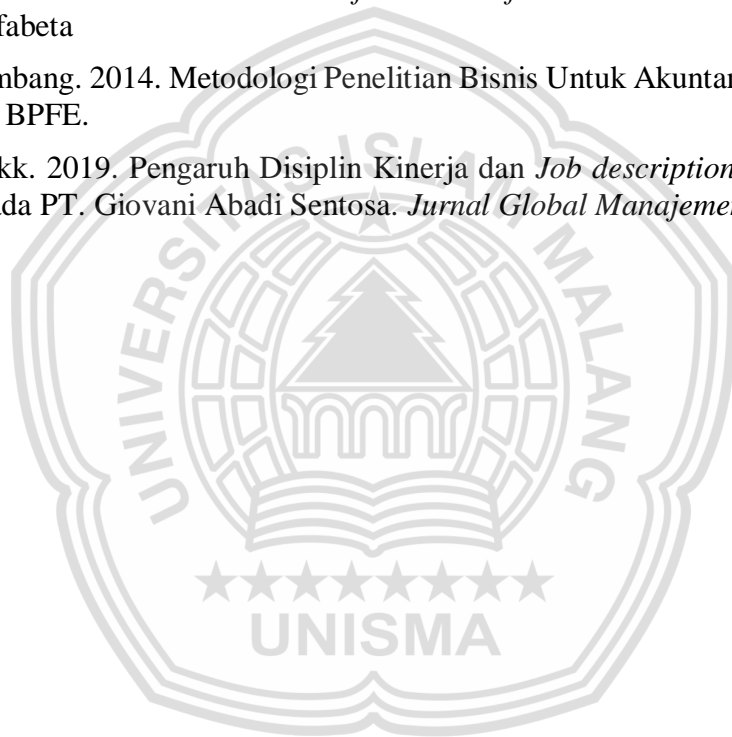 fabeta
mbang. 2014. Metodologi Penelitian Bisnis Untuk Akuntan
BPFE.
kk. 2019. Pengaruh Disiplin Kinerja dan Job description
da PT. Giovani Abadi Sentosa. Jurnal Global Manajemen
UNIVERSITAS ISLAM MALANG
UNISMA